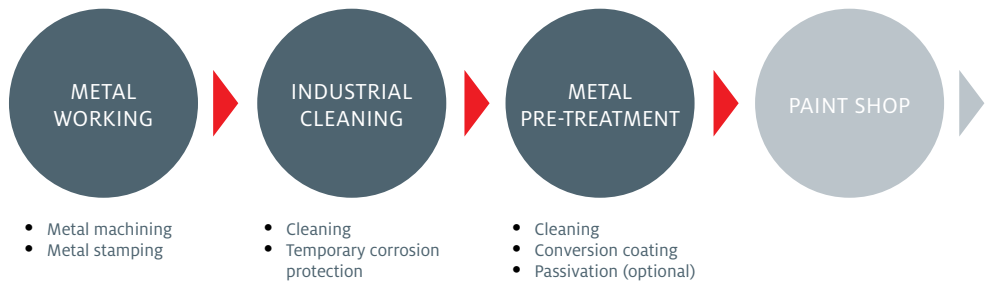 METAL
WORKING
INDUSTRIAL
CLEANING
METAL
PRE-TREATMENT
PAINT SHOP
• Metal machining
• Metal stamping
• Cleaning
• Temporary corrosion
protection
• Cleaning
• Conversion coating
• Passivation (optional)